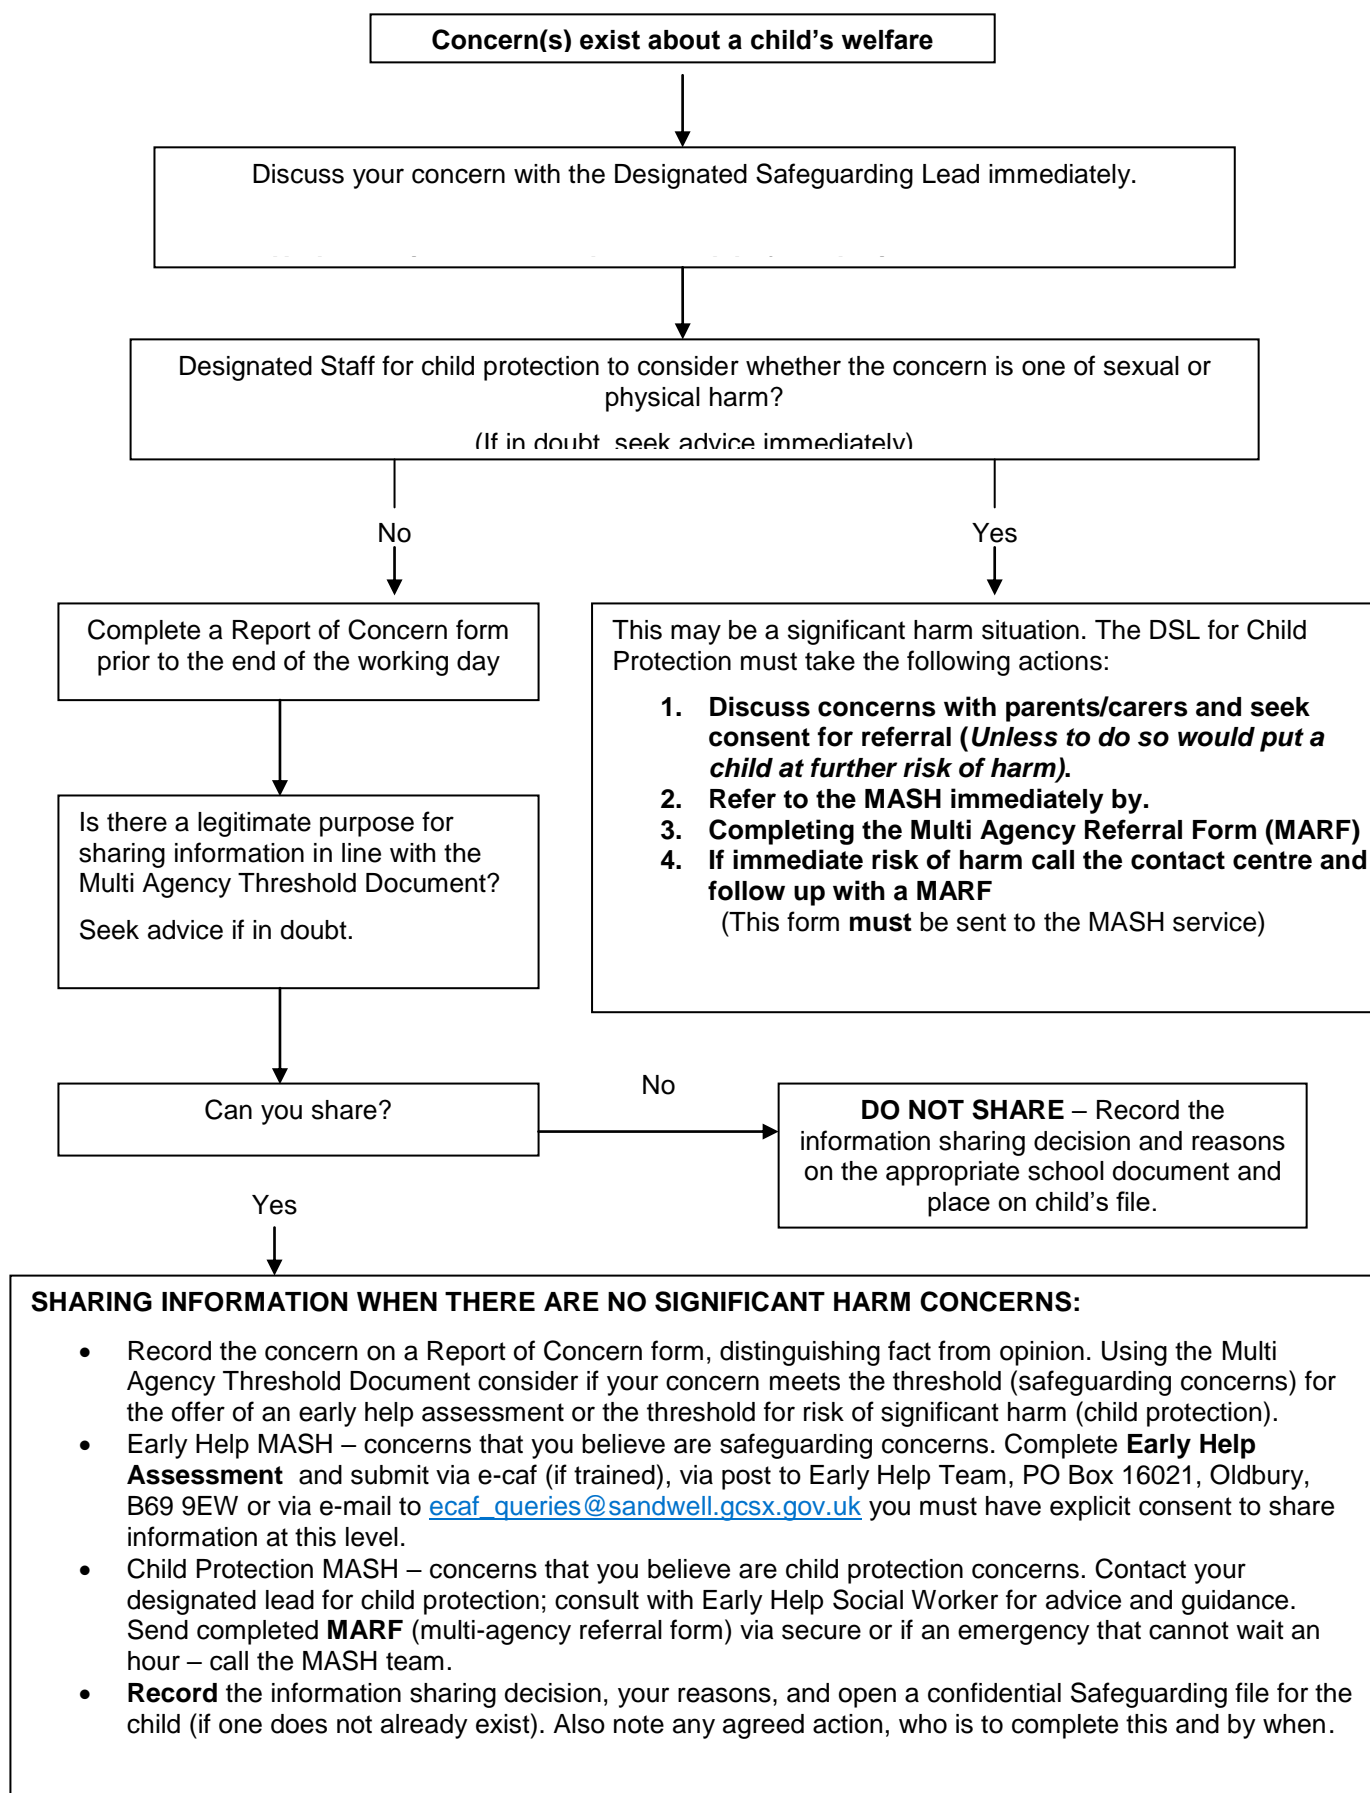 Concern(s) exist about a child's welfare
Discuss your concern with the Designated Safeguarding Lead immediately.
Designated Staff for child protection to consider whether the concern is one of sexual or
physical harm?
(If in doubt, seek advice immediately)
No
Yes
Complete a Report of Concern form
prior to the end of the working day
This may be a significant harm situation. The DSL for Child
Protection must take the following actions:
1. Discuss concerns with parents/carers and seek
consent for referral (Unless to do so would put a
child at further risk of harm).
2. Refer to the MASH immediately by.
3. Completing the Multi Agency Referral Form (MARF)
4. If immediate risk of harm call the contact centre and
follow up with a MARF
(This form must be sent to the MASH service)
Is there a legitimate purpose for
sharing information in line with the
Multi Agency Threshold Document?
Seek advice if in doubt.
Can you share?
No
DO NOT SHARE – Record the
information sharing decision and reasons
on the appropriate school document and
place on child's file.
Yes
SHARING INFORMATION WHEN THERE ARE NO SIGNIFICANT HARM CONCERNS:
• Record the concern on a Report of Concern form, distinguishing fact from opinion. Using the Multi
Agency Threshold Document consider if your concern meets the threshold (safeguarding concerns) for
the offer of an early help assessment or the threshold for risk of significant harm (child protection).
• Early Help MASH – concerns that you believe are safeguarding concerns. Complete Early Help
Assessment and submit via e-caf (if trained), via post to Early Help Team, PO Box 16021, Oldbury,
B69 9EW or via e-mail to ecaf_queries@sandwell.gcsx.gov.uk you must have explicit consent to share
information at this level.
• Child Protection MASH – concerns that you believe are child protection concerns. Contact your
designated lead for child protection; consult with Early Help Social Worker for advice and guidance.
Send completed MARF (multi-agency referral form) via secure or if an emergency that cannot wait an
hour – call the MASH team.
• Record the information sharing decision, your reasons, and open a confidential Safeguarding file for the
child (if one does not already exist). Also note any agreed action, who is to complete this and by when.